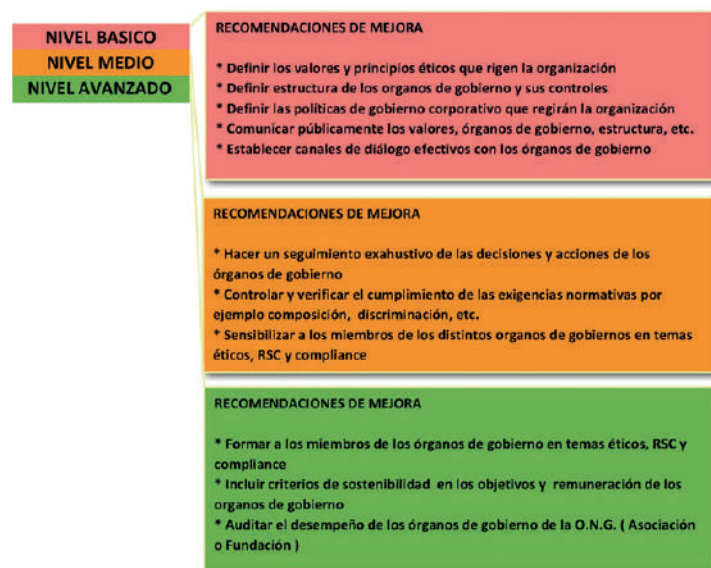 NIVEL BASICO
NIVEL MEDIO
NIVEL AVANZADO
RECOMENDACIONES DE MEJORA
* Definir los valores y principios éticos que rigen la organización
* Definir estructura de los organos de gobierno y sus controles
* Definir las políticas de gobierno corporativo que regirán la organización
* Comunicar públicamente los valores, órganos de gobierno, estructura, etc.
* Establecer canales de diálogo efectivos con los órganos de gobierno
RECOMENDACIONES DE MEJORA
* Hacer un seguimiento exahustivo de las decisiones y acciones de los
órganos de gobierno
* Controlar y verificar el cumplimiento de las exigencias normativas por
ejemplo composición, discriminación, etc.
* Sensibilizar a los miembros de los distintos organos de gobiernos en temas
éticos, RSC y compliance
RECOMENDACIONES DE MEJORA
* Formar a los miembros de los órganos de gobierno en temas éticos, RSC y
compliance
* Incluir criterios de sostenibilidad en los objetivos y remuneración de los
organos de gobierno
* Auditar el desempeño de los órganos de gobierno de la O.N.G. ( Asociación
o Fundación )